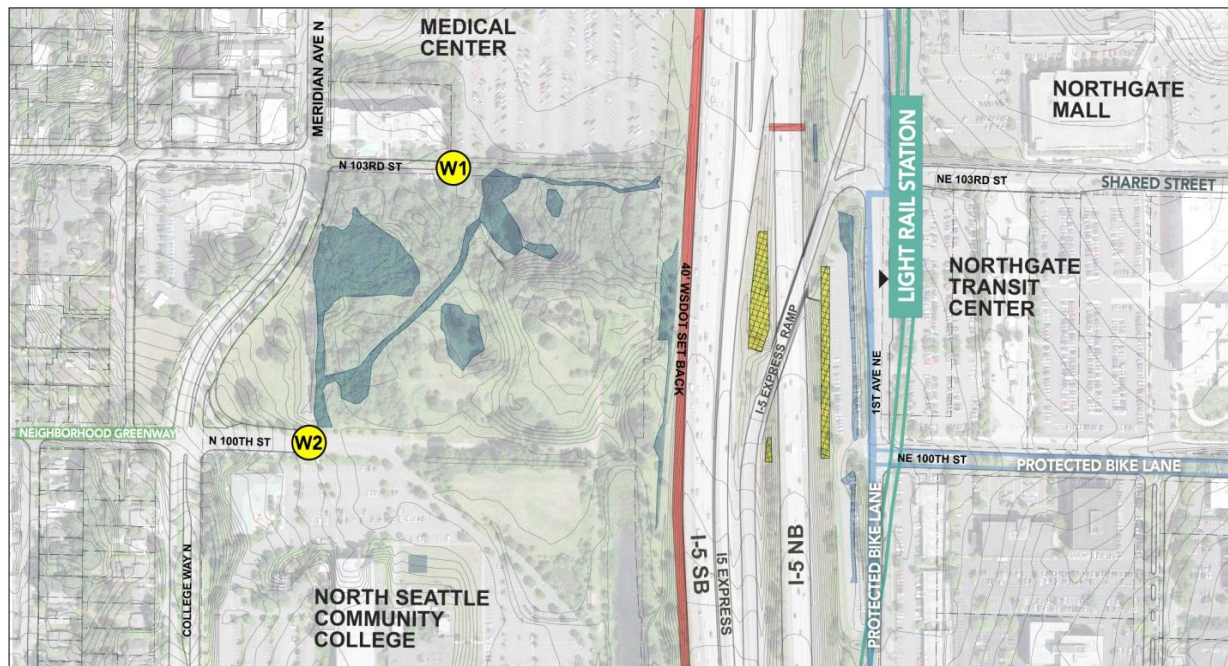 MEDICAL
CENTER
MERIDIAN AVE N
N 103RD ST
W1
NORTHGATE
MALL
LIGHT RAIL STATION
NE 103RD ST
SHARED STREET
40' WSDOT SET BACK
I-5 EXPRESS RAMP
NORTHGATE
TRANSIT
CENTER
1ST AVE NE
NEIGHBORHOOD GREENWAY
N 100TH ST
W2
NE 100TH ST
PROTECTED BIKE LANE
COLLEGE WAY N
NORTH SEATTLE
COMMUNITY
COLLEGE
I-5 SB
I5 EXPRESS
I-5 NB
PROTECTED BIKE LANE